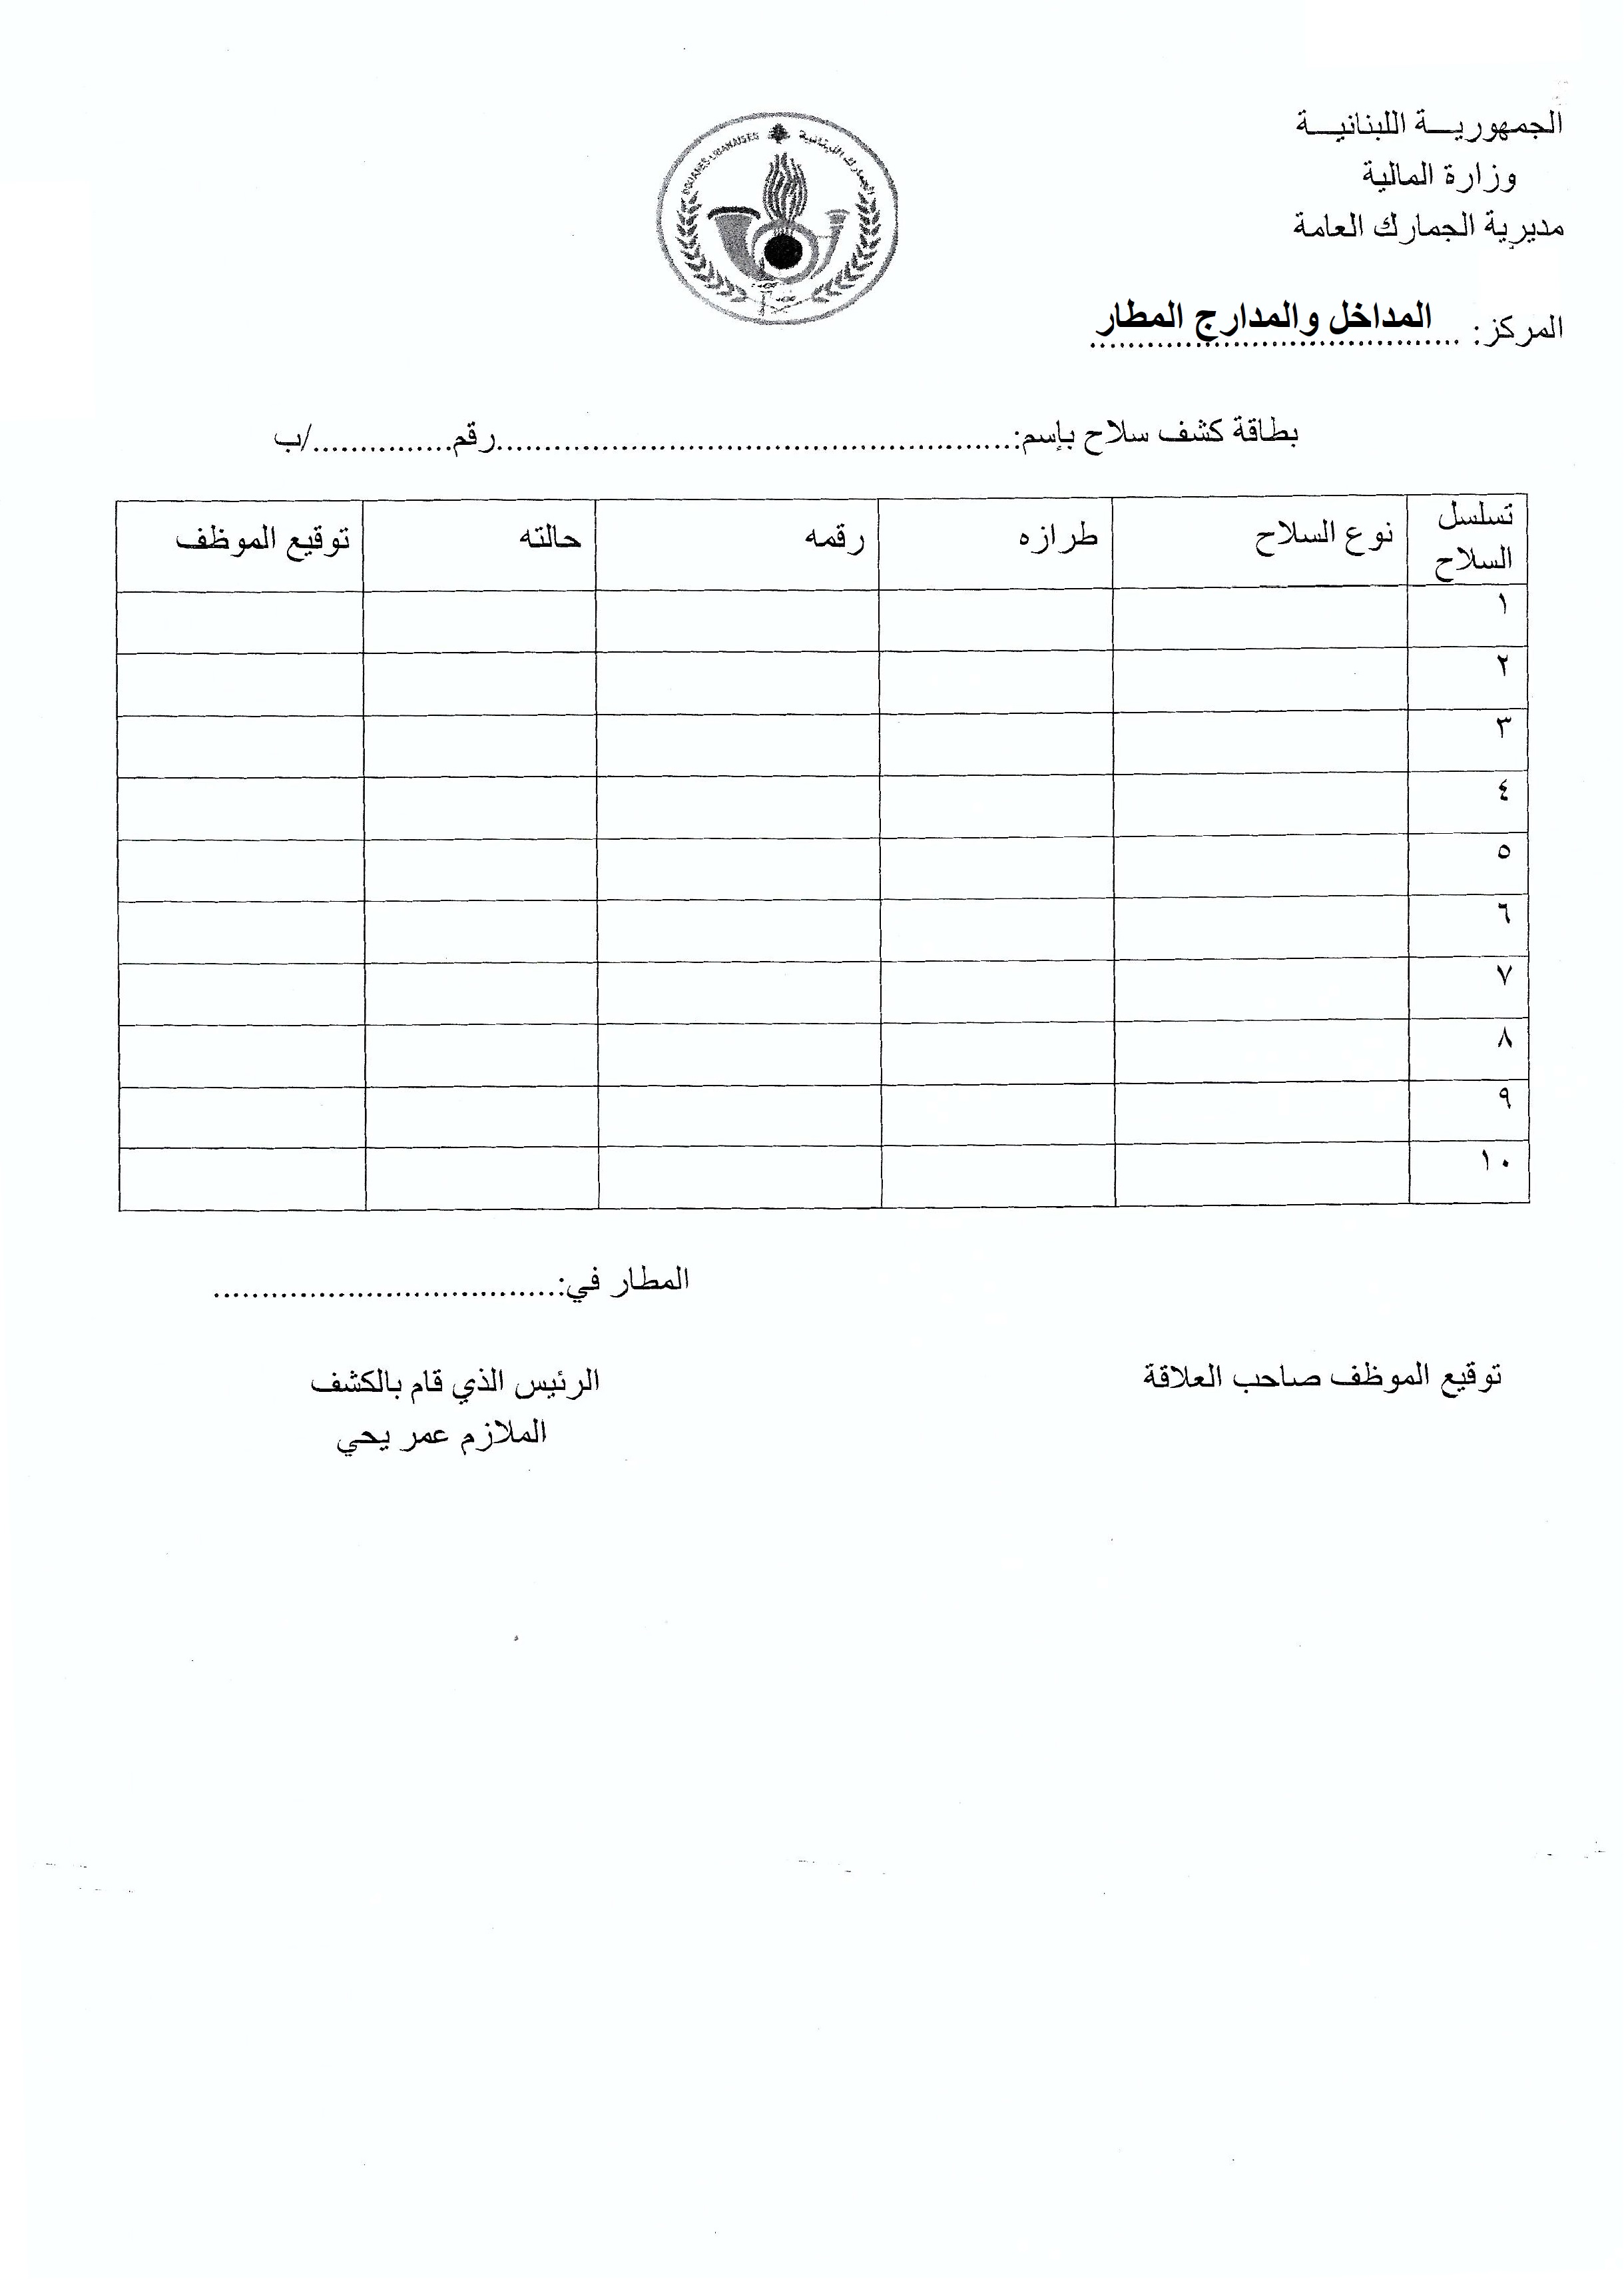 الجمهوريـــة اللبنانيـــة
وزارة المالية
مديرية الجمارك العامة
DOUANES LIBANAISES الجمارك اللبنانية
المركز: المداخل والمدارج المطار
بطاقة كشف سلاح بإسم:......................................................رقم................/ب
تسلسل السلاح نوع السلاح طرازه رقمه حالته توقيع الموظف
١
٢
٣
٤
٥
٦
٧
٨
٩
١٠
المطار في:....................................
توقيع الموظف صاحب العلاقة
الرئيس الذي قام بالكشف
الملازم عمر يحي